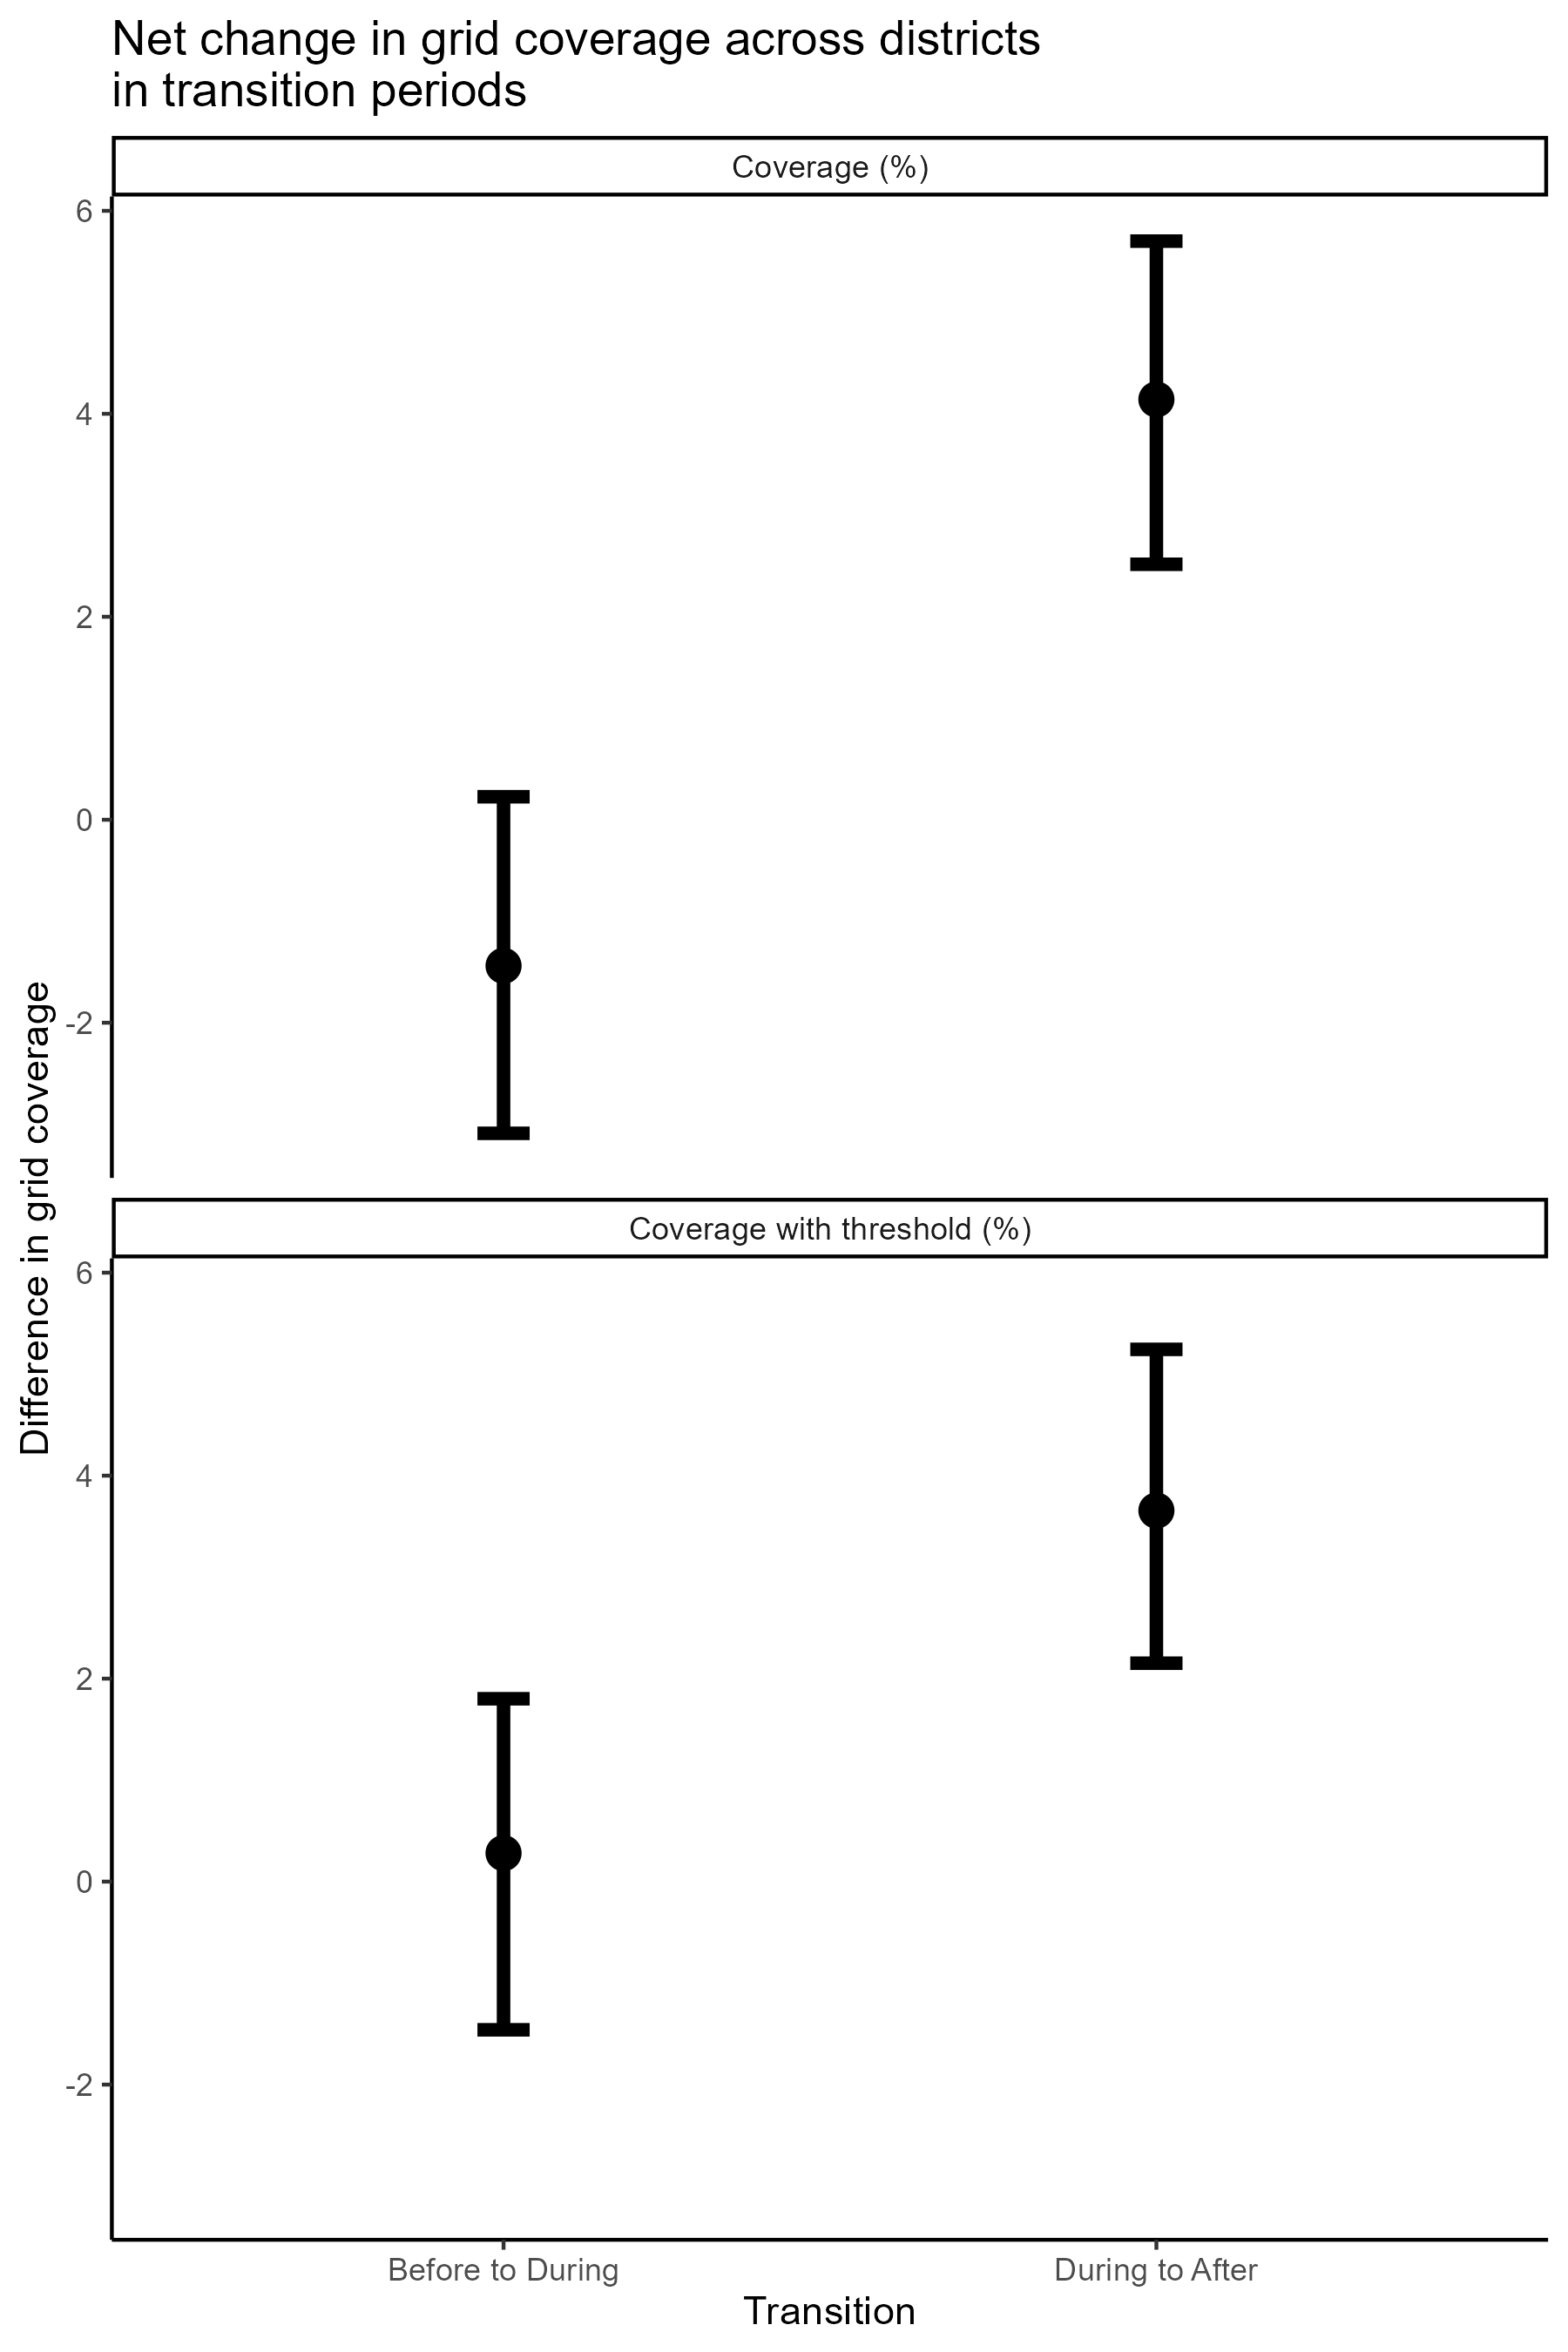 Net change in grid coverage across districts
in transition periods
Coverage (%)
6
4
2
0
-2
Difference in grid coverage
Coverage with threshold (%)
6
4
2
0
-2
Before to During
During to After
Transition